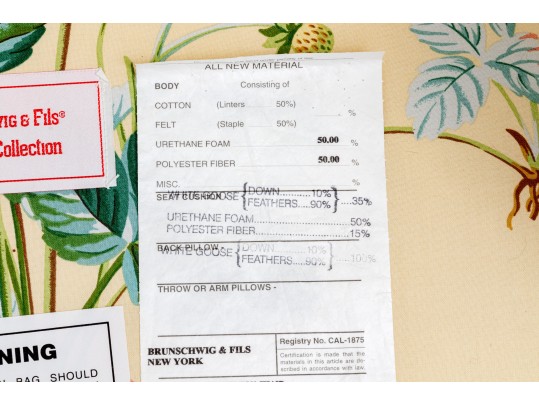 ALL NEW MATERIAL
BODY Consisting of
COTTON (Linters 50%) %
FELT (Staple 50%)
URETHANE FOAM 50.00 %
POLYESTER FIBER 50.00 %
MISC. %
SEAT CUSHION
WHITE GOOSE { DOWN..........10% } ....35%
FEATHERS.....90%
URETHANE FOAM..........50%
POLYESTER FIBER..........15%
BACK PILLOW -
WHITE GOOSE { DOWN..........10% } ....100%
FEATHERS.....90%
THROW OR ARM PILLOWS -
BRUNSCHWIG & FILS
NEW YORK
Registry No. CAL-1875
Certification is made that the
materials in this article are de-
scribed in accordance with law.
IG & Fils®
Collection
NING
BAG SHOULD